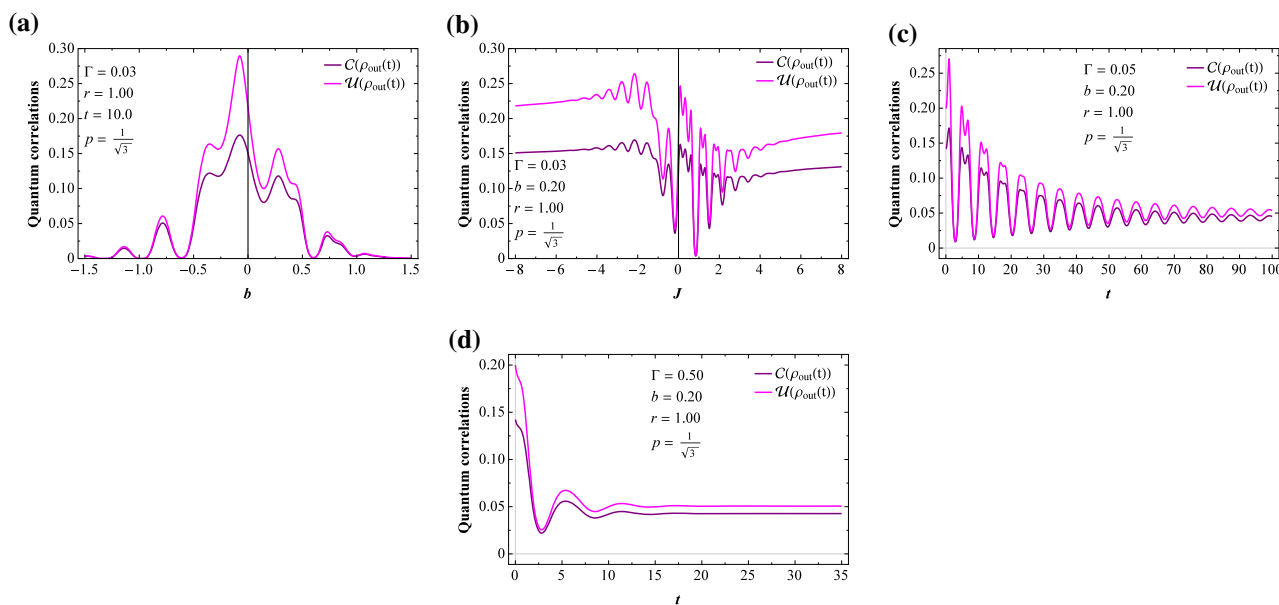 (a)
Quantum correlations
0.30
0.25
0.20
0.15
0.10
0.05
0
Γ = 0.03
r = 1.00
t = 10.0
p = 1/√3
C(ρout(t))
U(ρout(t))
−1.5 −1.0 −0.5 0 0.5 1.0 1.5
b
(b)
Quantum correlations
0.30
0.25
0.20
0.15
0.10
0.05
0
C(ρout(t))
U(ρout(t))
Γ = 0.03
b = 0.20
r = 1.00
p = 1/√3
−8 −6 −4 −2 0 2 4 6 8
J
(c)
Quantum correlations
0.25
0.20
0.15
0.10
0.05
0
Γ = 0.05
b = 0.20
r = 1.00
p = 1/√3
C(ρout(t))
U(ρout(t))
0 10 20 30 40 50 60 70 80 90 100
t
(d)
Quantum correlations
0.20
0.15
0.10
0.05
0
Γ = 0.50
b = 0.20
r = 1.00
p = 1/√3
C(ρout(t))
U(ρout(t))
0 5 10 15 20 25 30 35
t